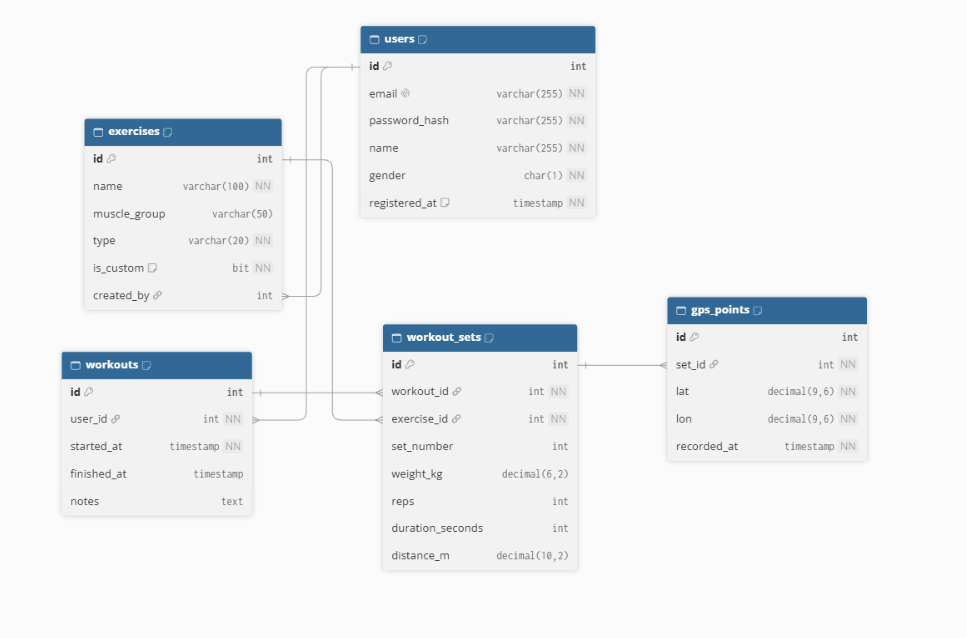 users
id int
email varchar(255) NN
password_hash varchar(255) NN
name varchar(255) NN
gender char(1) NN
registered_at timestamp NN
exercises
id int
name varchar(100) NN
muscle_group varchar(50)
type varchar(20) NN
is_custom bit NN
created_by int
workouts
id int
user_id int NN
started_at timestamp NN
finished_at timestamp
notes text
workout_sets
id int
workout_id int NN
exercise_id int NN
set_number int
weight_kg decimal(6,2)
reps int
duration_seconds int
distance_m decimal(10,2)
gps_points
id int
set_id int NN
lat decimal(9,6) NN
lon decimal(9,6) NN
recorded_at timestamp NN